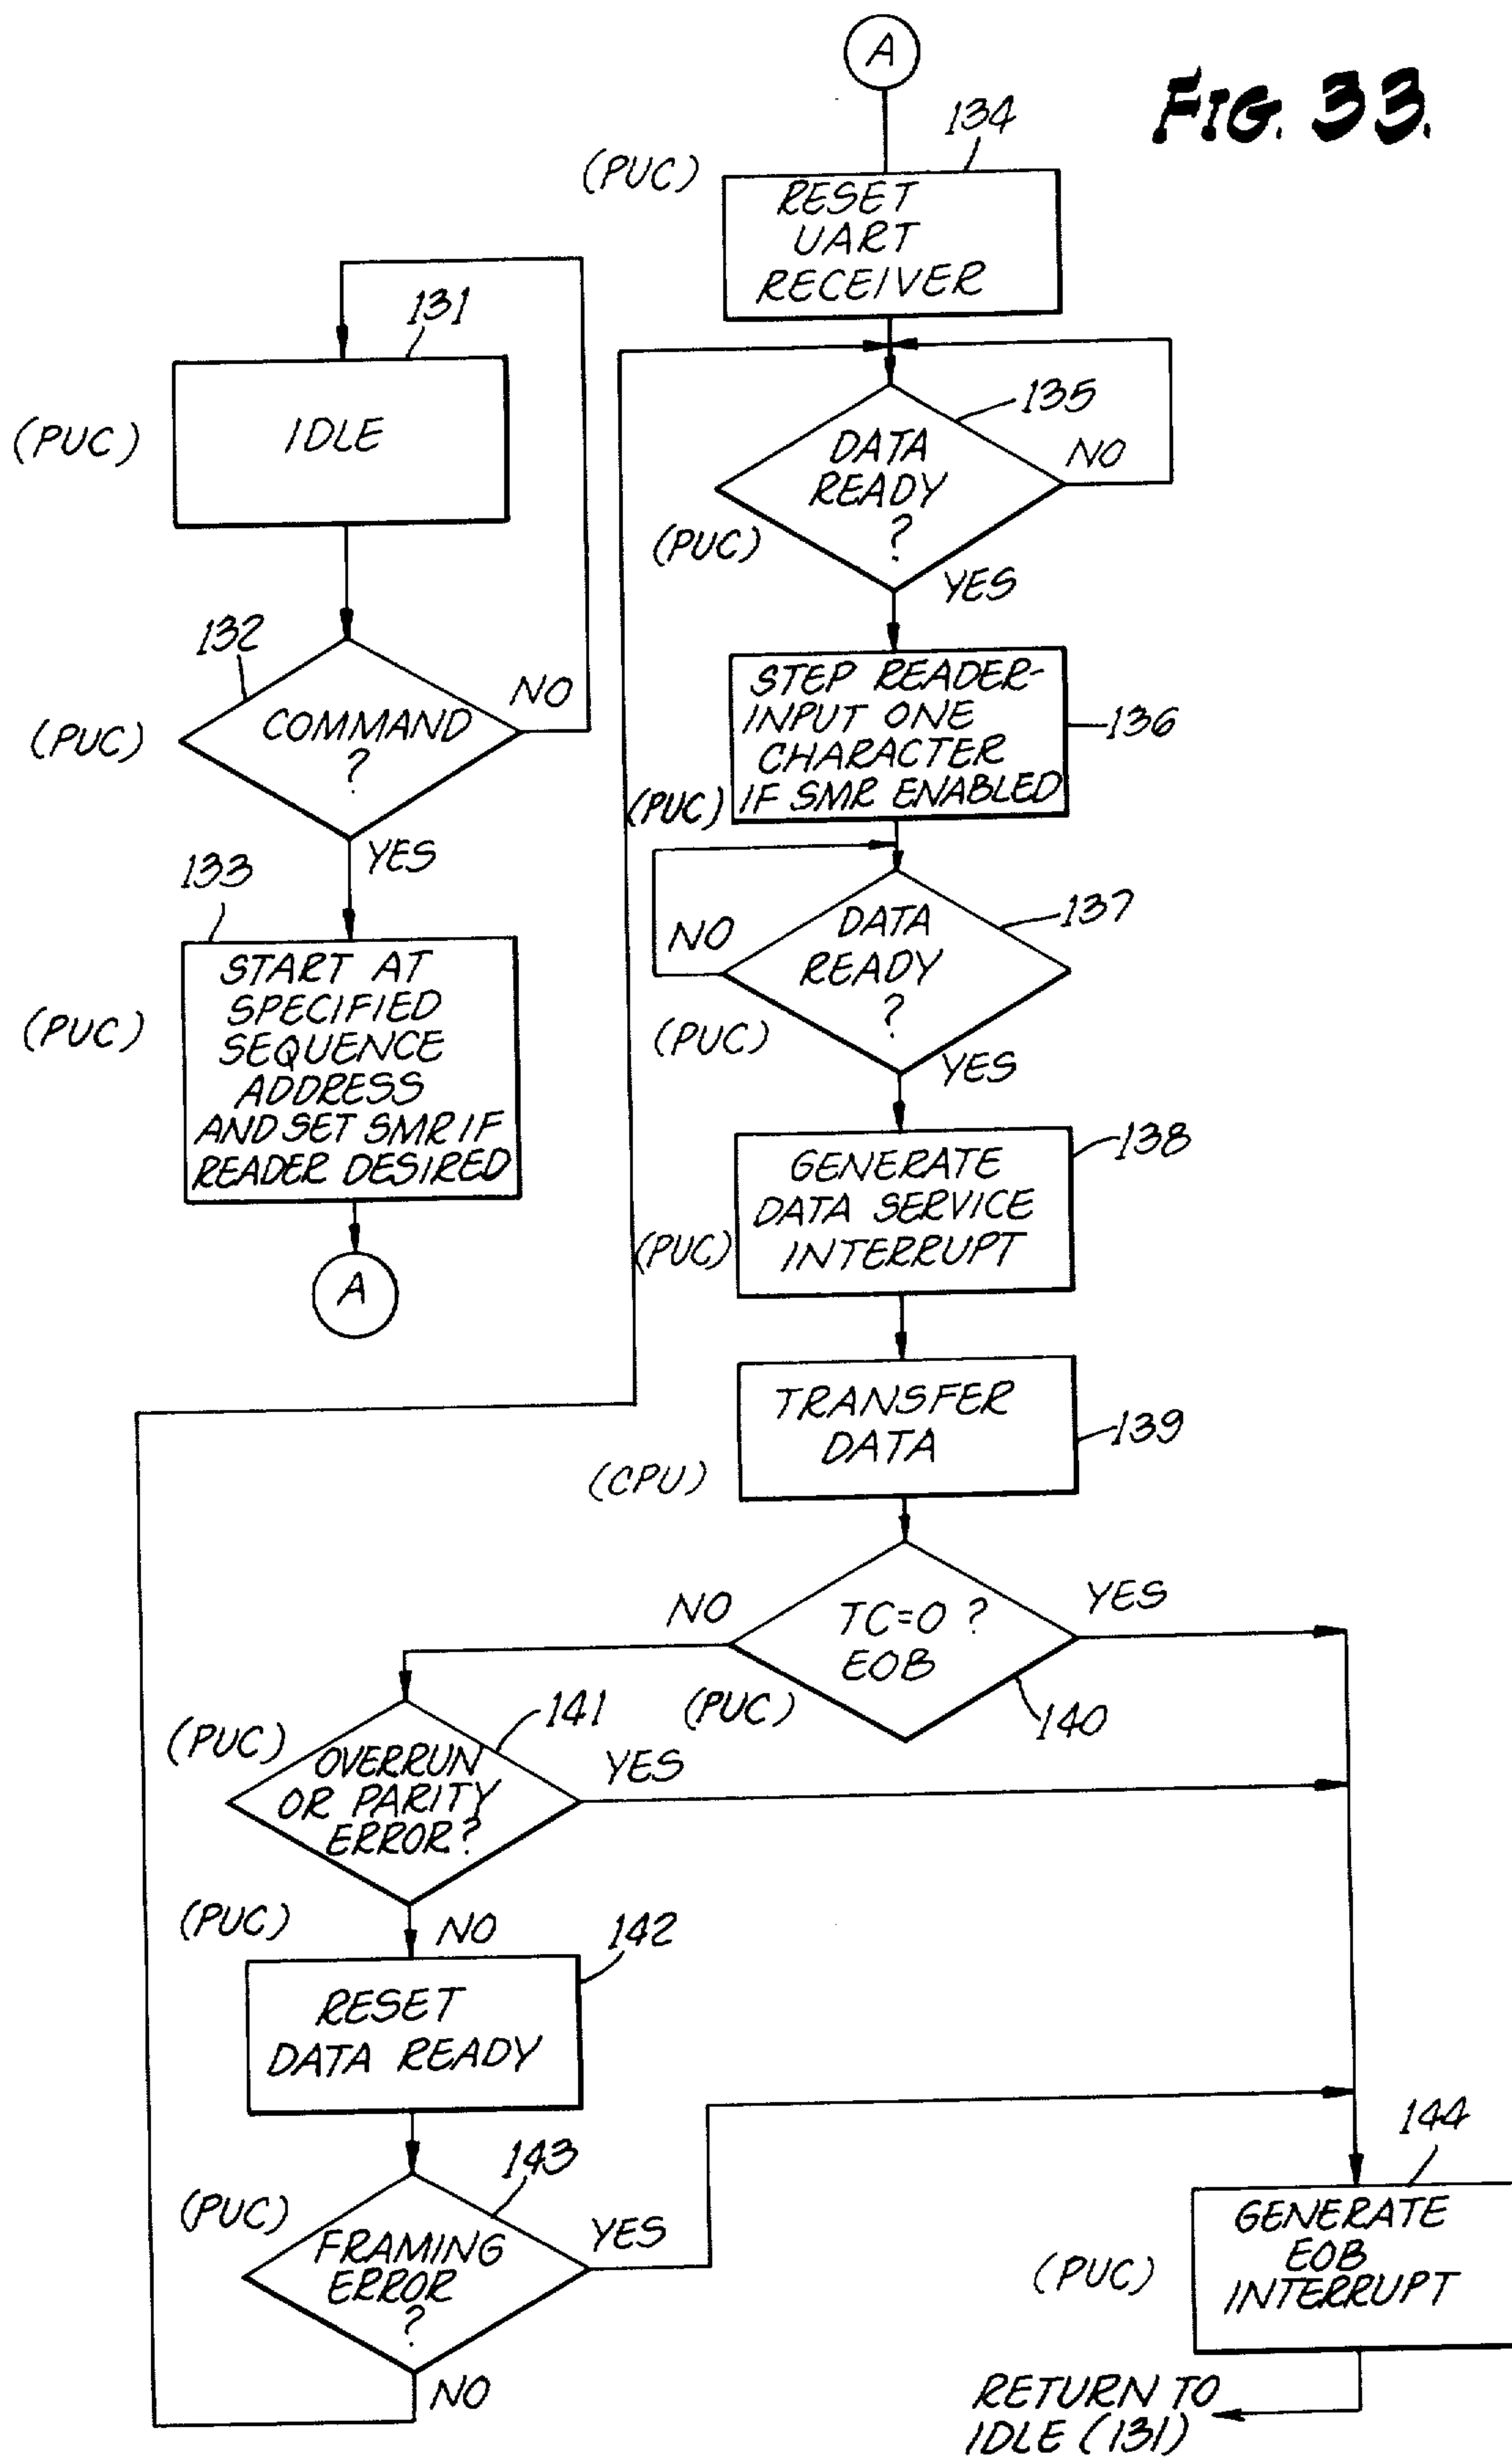 FIG. 33.
A
134
(PUC)
RESET
UART
RECEIVER
131
(PUC)
IDLE
132
(PUC)
COMMAND
?
NO
YES
133
(PUC)
START AT
SPECIFIED
SEQUENCE
ADDRESS
AND SET SMR IF
READER DESIRED
A
135
DATA
READY
?
NO
(PUC)
YES
STEP READER-
INPUT ONE
CHARACTER
IF SMR ENABLED
136
(PUC)
137
NO
DATA
READY
?
(PUC)
YES
138
GENERATE
DATA SERVICE
INTERRUPT
(PUC)
TRANSFER
DATA
139
(CPU)
NO
TC=0 ?
EOB
YES
(PUC)
140
(PUC)
141
OVERRUN
OR PARITY
ERROR?
YES
(PUC)
NO
142
RESET
DATA READY
143
(PUC)
FRAMING
ERROR
?
YES
NO
144
(PUC)
GENERATE
EOB
INTERRUPT
RETURN TO
IDLE (131)